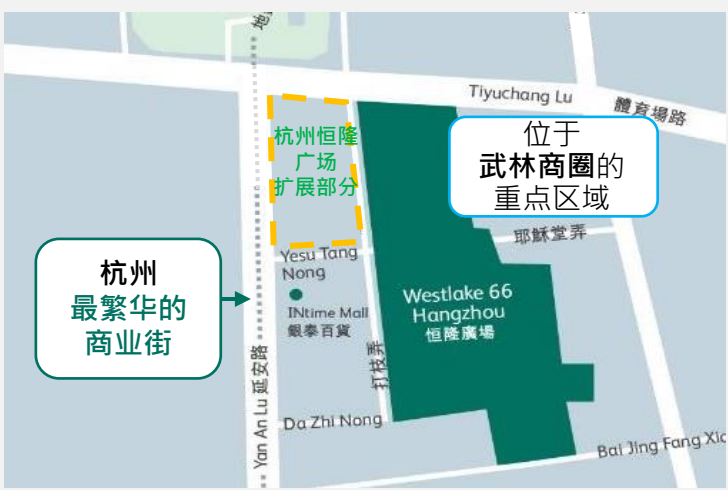 Tiyuchang Lu
體育場路
杭州恒隆
广场
扩展部分
位于
武林商圈的
重点区域
耶穌堂弄
Yesu Tang
Nong
杭州
最繁华的
商业街
INtime Mall
銀泰百貨
Westlake 66
Hangzhou
恒隆廣場
打枝弄
Yan An Lu 延安路
Da Zhi Nong
Bai Jing Fang Xia